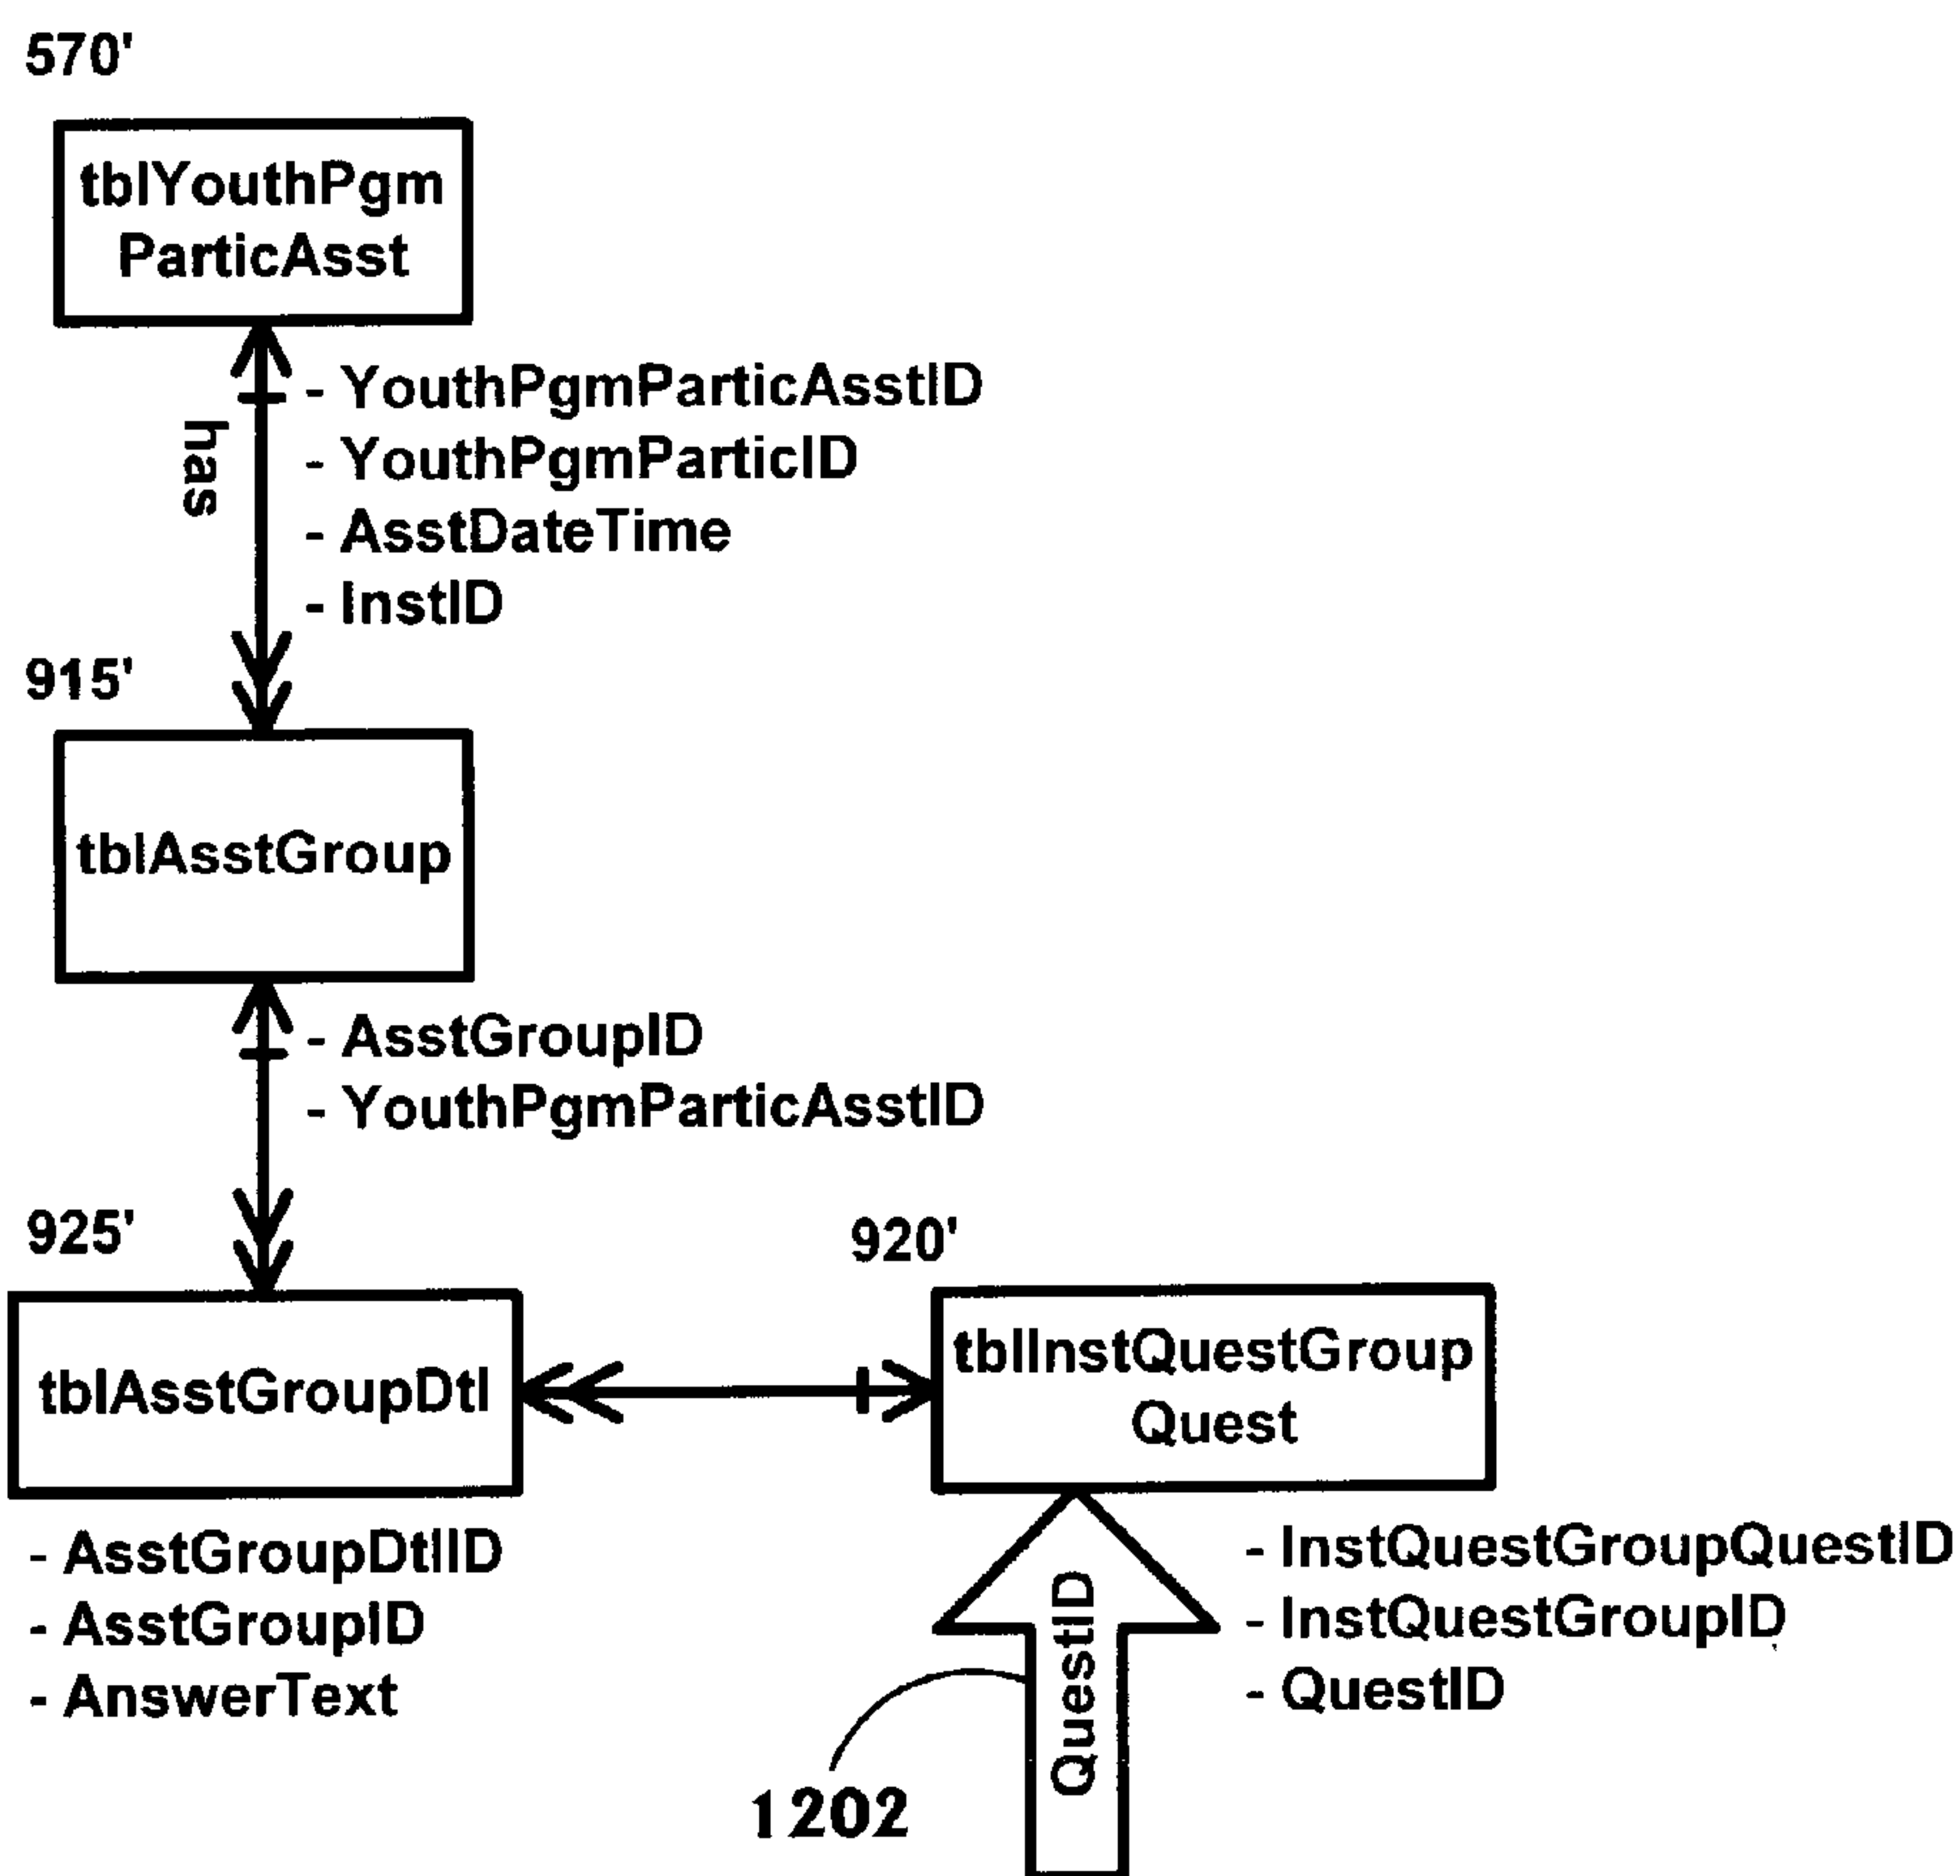 570'
tblYouthPgm
ParticAsst
has
- YouthPgmParticAsstID
- YouthPgmParticID
- AsstDateTime
- InstID
915'
tblAsstGroup
- AsstGroupID
- YouthPgmParticAsstID
925'
920'
tblAsstGroupDtl
tblInstQuestGroup
Quest
- AsstGroupDtlID
- AsstGroupID
- AnswerText
QuestID
- InstQuestGroupQuestID
- InstQuestGroupID
- QuestID
1202